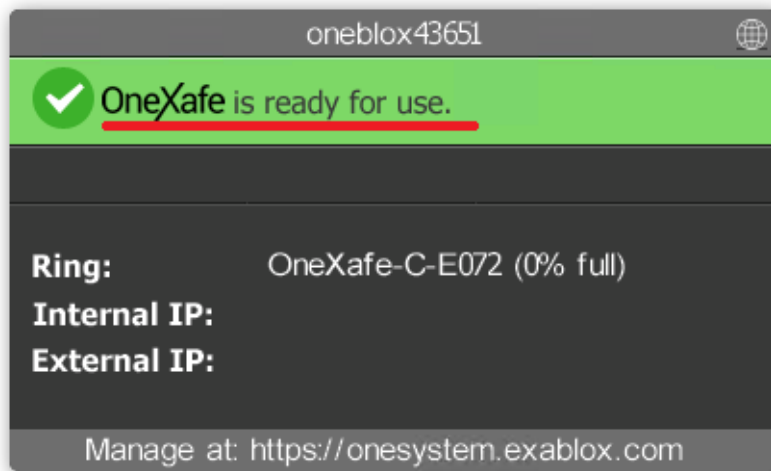 oneblox43651
OneXafe is ready for use.
Ring: OneXafe-C-E072 (0% full)
Internal IP:
External IP:
Manage at: https://onesystem.exablox.com